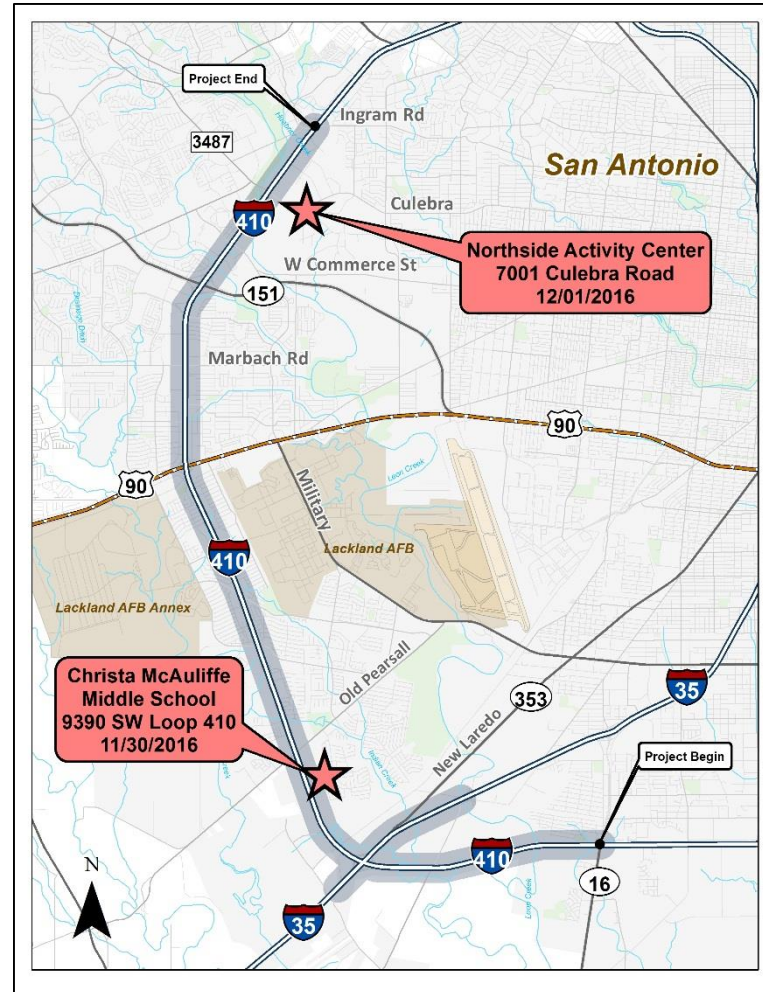 Project End
Ingram Rd
3487
San Antonio
410
Culebra
Northside Activity Center
7001 Culebra Road
12/01/2016
W Commerce St
151
Marbach Rd
90
90
Military
Leon Creek
410
Lackland AFB
Lackland AFB Annex
Old Pearsall
Christa McAuliffe
Middle School
9390 SW Loop 410
11/30/2016
353
35
New Laredo
Indian Creek
Project Begin
410
16
N
35